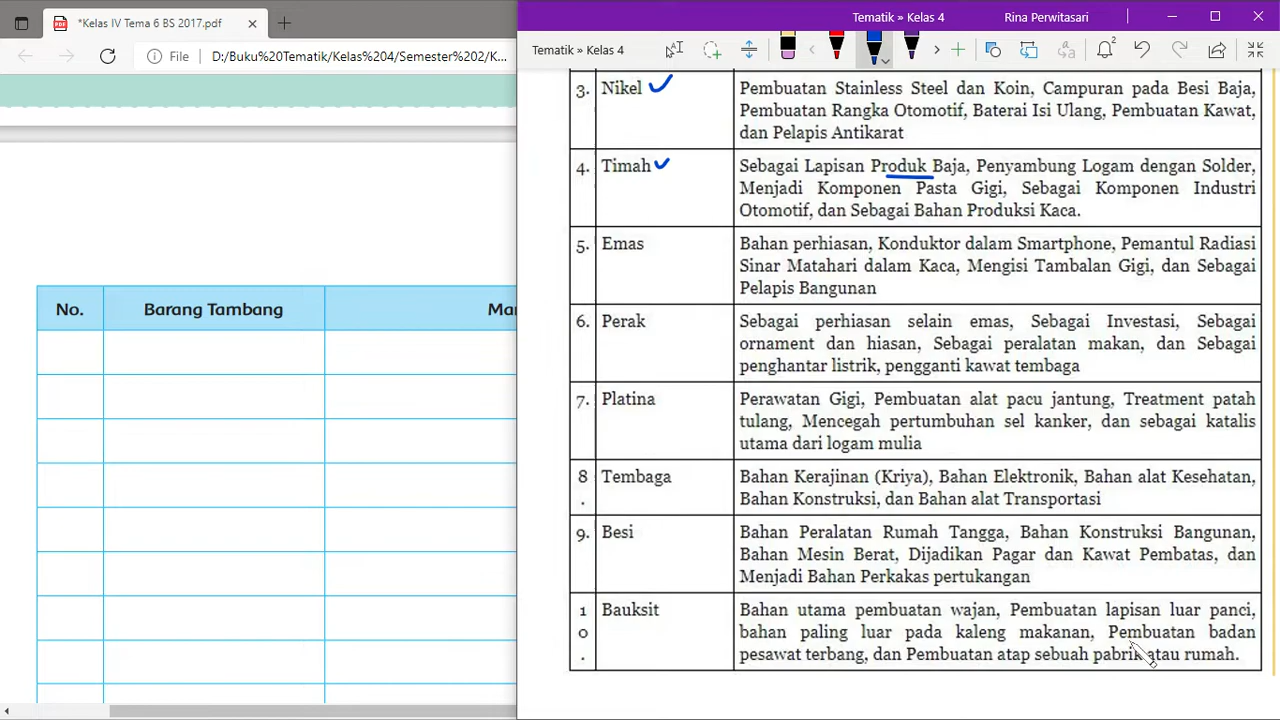 *Kelas IV Tema 6 BS 2017.pdf
File
D:/Buku%20Tematik/Kelas%204/Semester%202/K...
No.
Barang Tambang
Man
Tematik » Kelas 4
Rina Perwitasari
Tematik » Kelas 4
3. Nikel Pembuatan Stainless Steel dan Koin, Campuran pada Besi Baja,
Pembuatan Rangka Otomotif, Baterai Isi Ulang, Pembuatan Kawat,
dan Pelapis Antikarat
4. Timah Sebagai Lapisan Produk Baja, Penyambung Logam dengan Solder,
Menjadi Komponen Pasta Gigi, Sebagai Komponen Industri
Otomotif, dan Sebagai Bahan Produksi Kaca.
5. Emas Bahan perhiasan, Konduktor dalam Smartphone, Pemantul Radiasi
Sinar Matahari dalam Kaca, Mengisi Tambalan Gigi, dan Sebagai
Pelapis Bangunan
6. Perak Sebagai perhiasan selain emas, Sebagai Investasi, Sebagai
ornament dan hiasan, Sebagai peralatan makan, dan Sebagai
penghantar listrik, pengganti kawat tembaga
7. Platina Perawatan Gigi, Pembuatan alat pacu jantung, Treatment patah
tulang, Mencegah pertumbuhan sel kanker, dan sebagai katalis
utama dari logam mulia
8. Tembaga Bahan Kerajinan (Kriya), Bahan Elektronik, Bahan alat Kesehatan,
Bahan Konstruksi, dan Bahan alat Transportasi
9. Besi Bahan Peralatan Rumah Tangga, Bahan Konstruksi Bangunan,
Bahan Mesin Berat, Dijadikan Pagar dan Kawat Pembatas, dan
Menjadi Bahan Perkakas pertukangan
10. Bauksit Bahan utama pembuatan wajan, Pembuatan lapisan luar panci,
bahan paling luar pada kaleng makanan, Pembuatan badan
pesawat terbang, dan Pembuatan atap sebuah pabrik atau rumah.